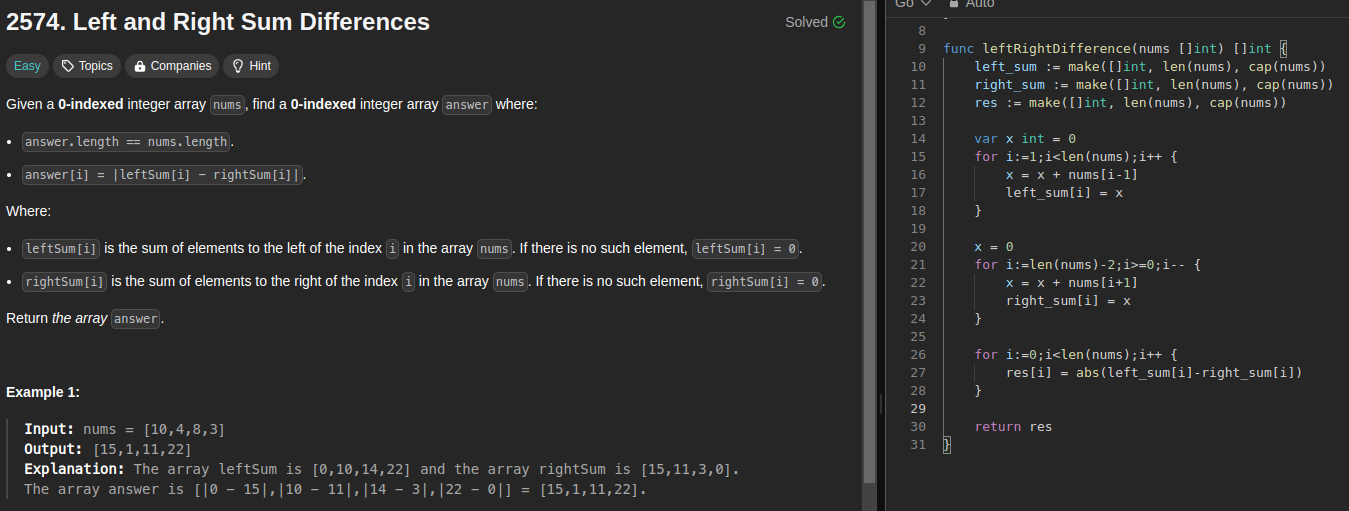 2574. Left and Right Sum Differences
Solved
Easy
Topics
Companies
Hint
Given a 0-indexed integer array nums, find a 0-indexed integer array answer where:
• answer.length == nums.length.
• answer[i] = |leftSum[i] − rightSum[i]|.
Where:
• leftSum[i] is the sum of elements to the left of the index i in the array nums. If there is no such element, leftSum[i] = 0.
• rightSum[i] is the sum of elements to the right of the index i in the array nums. If there is no such element, rightSum[i] = 0.
Return the array answer.
Example 1:
Input: nums = [10,4,8,3]
Output: [15,1,11,22]
Explanation: The array leftSum is [0,10,14,22] and the array rightSum is [15,11,3,0].
The array answer is [|0 − 15|,|10 − 11|,|14 − 3|,|22 − 0|] = [15,1,11,22].
Go
Auto
8
9 func leftRightDifference(nums []int) []int {
10 left_sum := make([]int, len(nums), cap(nums))
11 right_sum := make([]int, len(nums), cap(nums))
12 res := make([]int, len(nums), cap(nums))
13
14 var x int = 0
15 for i:=1;i<len(nums);i++ {
16 x = x + nums[i-1]
17 left_sum[i] = x
18 }
19
20 x = 0
21 for i:=len(nums)-2;i>=0;i-- {
22 x = x + nums[i+1]
23 right_sum[i] = x
24 }
25
26 for i:=0;i<len(nums);i++ {
27 res[i] = abs(left_sum[i]-right_sum[i])
28 }
29
30 return res
31 }